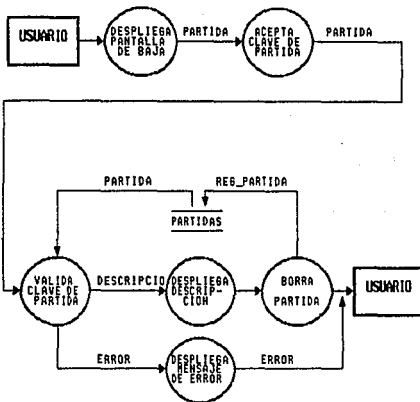 USUARIO
DESPLIEGA
PANTALLA
DE BAJA
PARTIDA
ACEPTA
CLAVE DE
PARTIDA
PARTIDA
PARTIDA
REG_PARTIDA
PARTIDAS
VALIDA
CLAVE DE
PARTIDA
DESCRIPCIO
DESPLIEGA
DESCRIP-
CION
BORRA
PARTIDA
USUARIO
ERROR
DESPLIEGA
MENSAJE
DE ERROR
ERROR